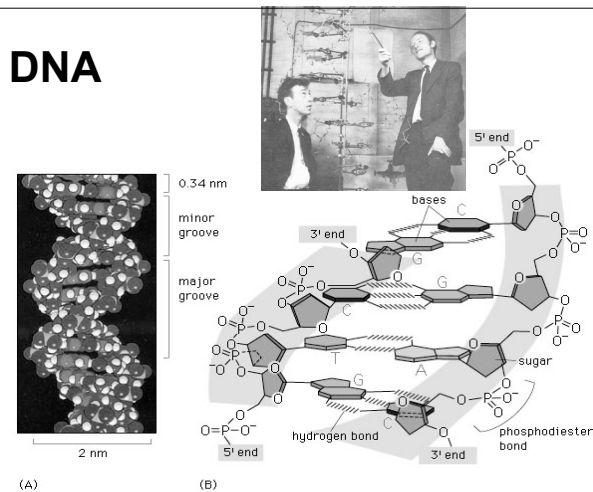 DNA
5' end
O⁻
O=P–O⁻
O
bases
C
O
0.34 nm
minor
groove
major
groove
3' end
O
G
O
O
O=P–O⁻
O⁻
O⁻
O=P
O
C
G
O
O
O
O=P–O⁻
O⁻
O⁻
O=P
O
T
A
O
O
sugar
O⁻
O=P
O
G
O
C
O
O
O=P–O⁻
O⁻
O
O=P–O⁻
O⁻
hydrogen bond
phosphodiester
bond
5' end
O
3' end
2 nm
(A)
(B)